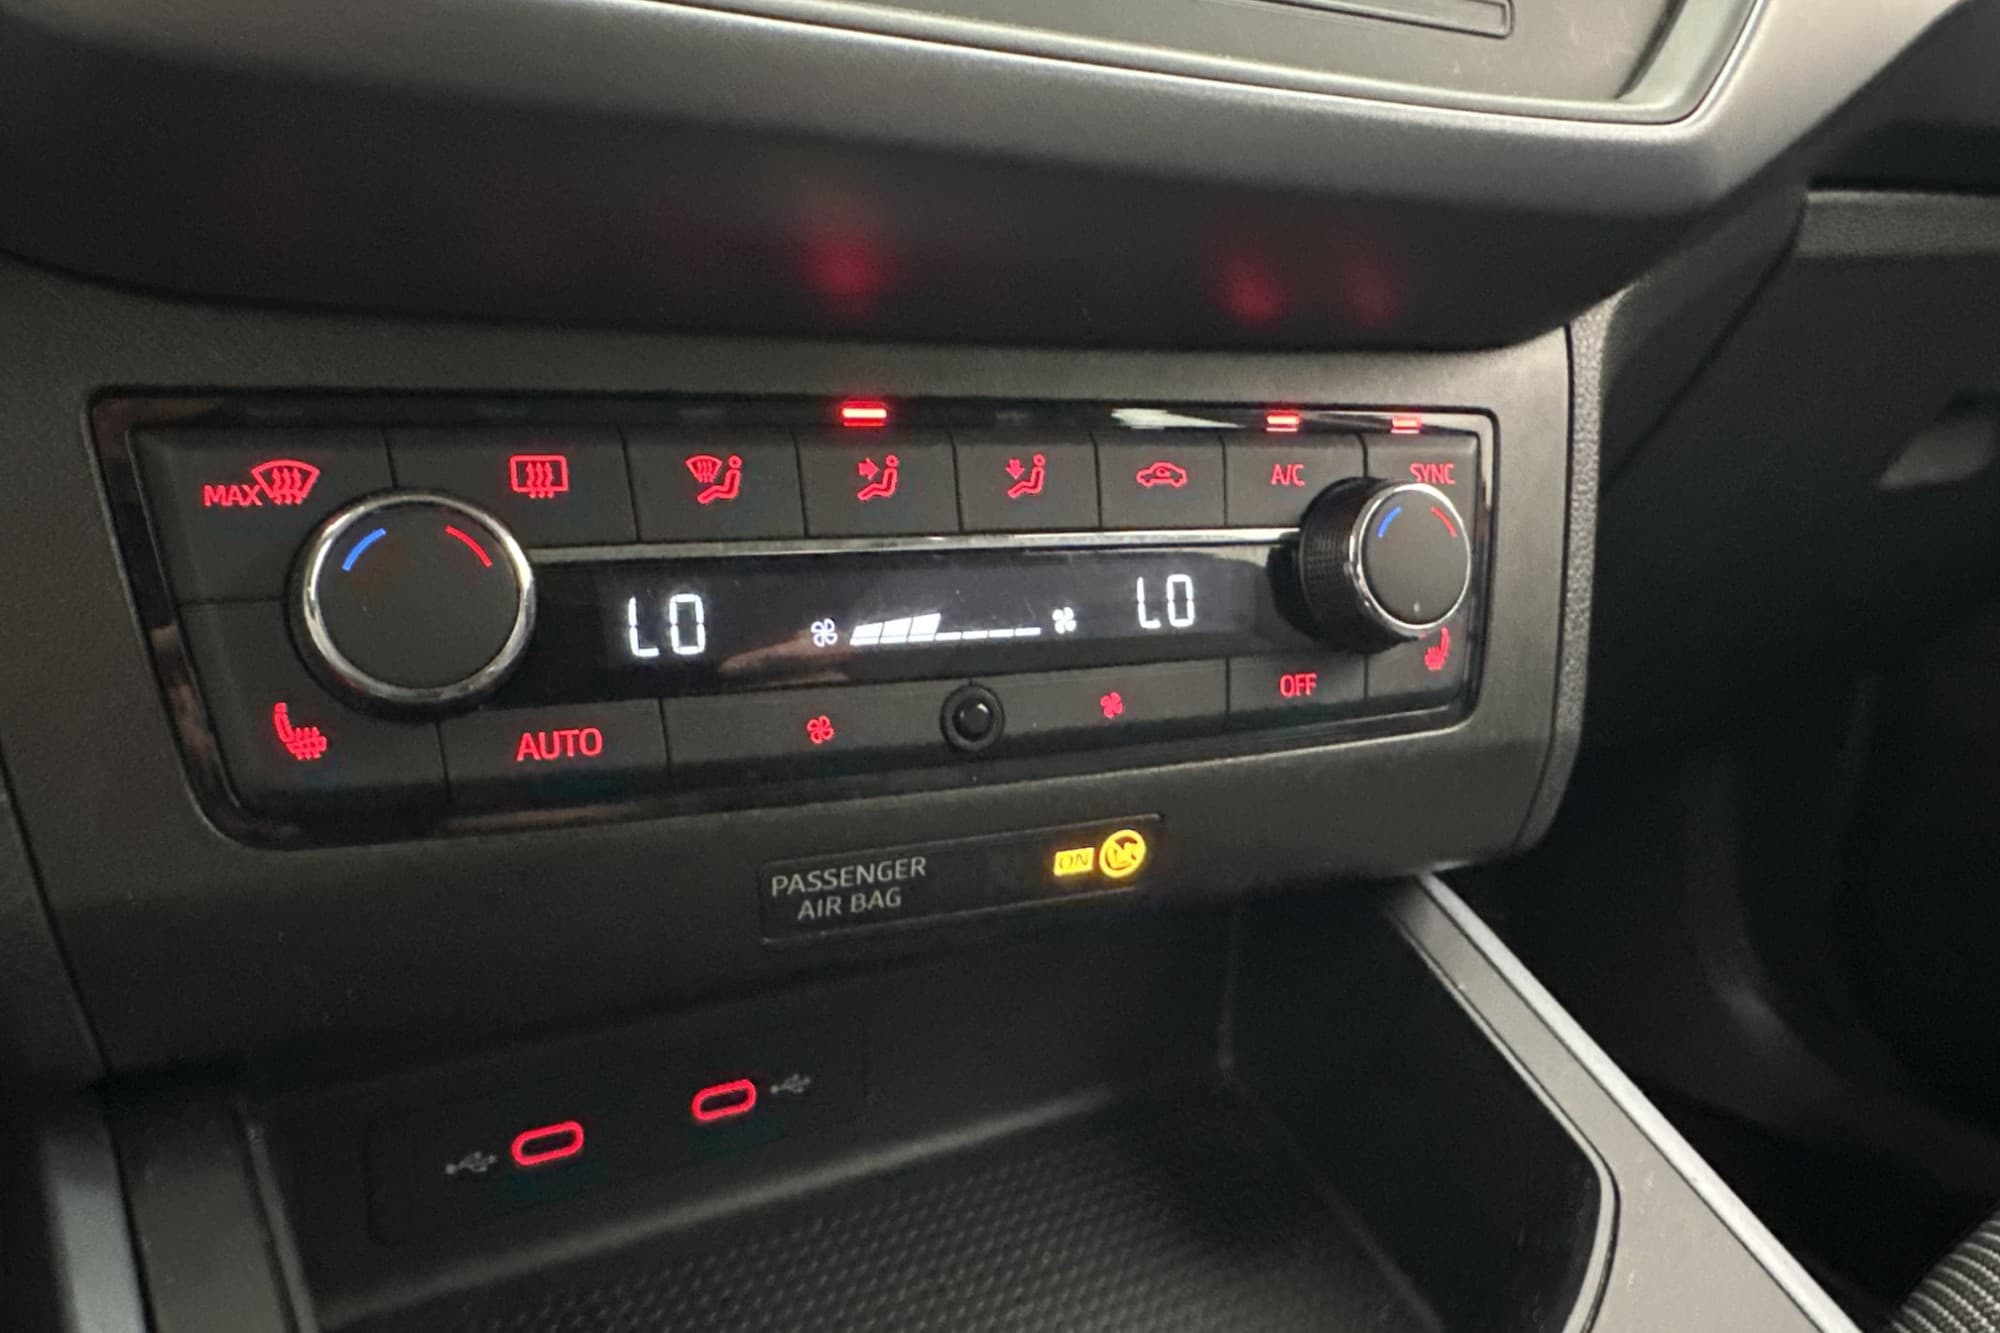 MAX
A/C
SYNC
LO
LO
AUTO
OFF
PASSENGER
AIR BAG
ON